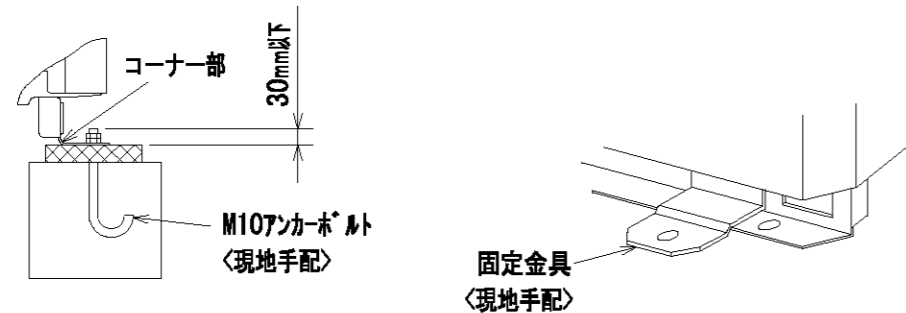 コーナー部
30mm以下
M10アンカーボルト
〈現地手配〉
固定金具
〈現地手配〉